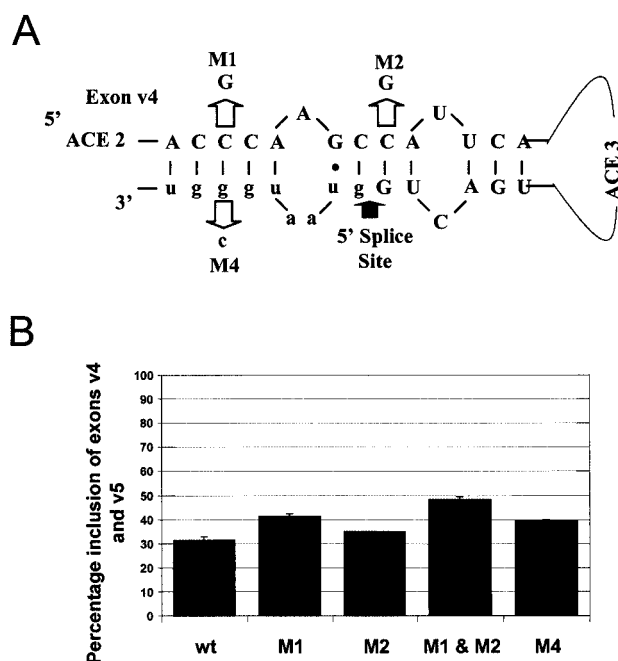 A
M1
M2
G
G
5' Exon v4
A
U
ACE 2 – A C C C A
G C C A
U C A
ACE 3
3'
u g g g u
u g G U
G A U
a a
C
c
M4
5' Splice
Site
B
Percentage inclusion of exons v4
and v5
100
90
80
70
60
50
40
30
20
10
0
wt M1 M2 M1 & M2 M4